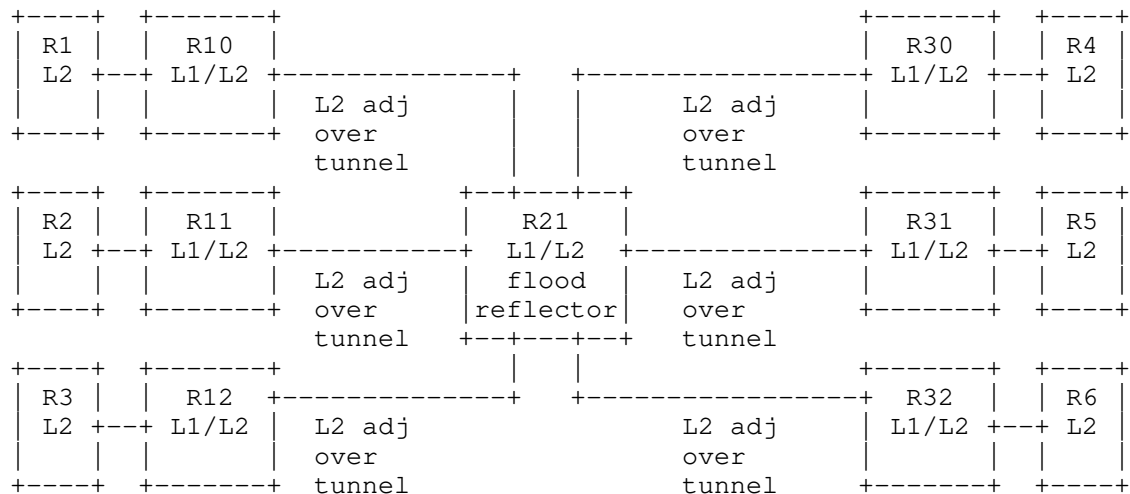 R1 R10 R30 R4
L2 L1/L2 L1/L2 L2
L2 adj L2 adj
over over
tunnel tunnel
R2 R11 R21 R31 R5
L2 L1/L2 L1/L2 L1/L2 L2
L2 adj flood L2 adj
over reflector over
tunnel tunnel
R3 R12 R32 R6
L2 L1/L2 L2 adj L2 adj L1/L2 L2
over over
tunnel tunnel